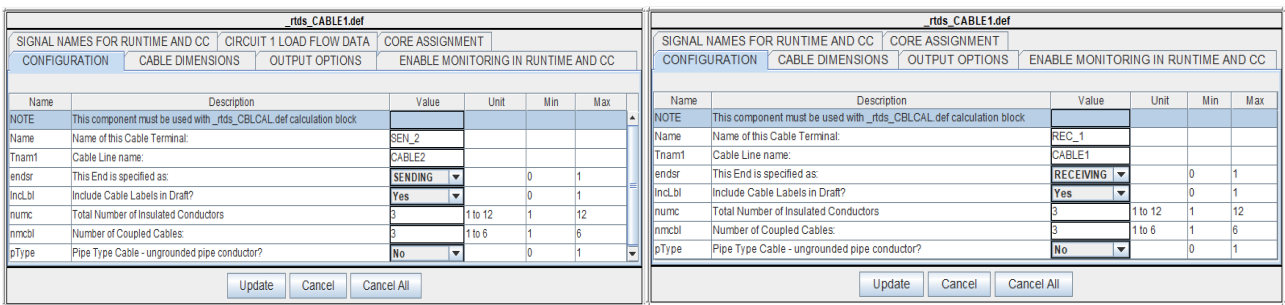 _rtds_CABLE1.def
SIGNAL NAMES FOR RUNTIME AND CC CIRCUIT 1 LOAD FLOW DATA CORE ASSIGNMENT
CONFIGURATION CABLE DIMENSIONS OUTPUT OPTIONS ENABLE MONITORING IN RUNTIME AND CC
Name Description Value Unit Min Max
NOTE This component must be used with _rtds_CBLCAL.def calculation block
Name Name of this Cable Terminal: SEN_2
Tnam1 Cable Line name: CABLE2
endsr This End is specified as: SENDING 0 1
IncLbl Include Cable Labels in Draft? Yes 0 1
numc Total Number of Insulated Conductors 3 1 to 12 1 12
nmcbl Number of Coupled Cables: 3 1 to 6 1 6
pType Pipe Type Cable - ungrounded pipe conductor? No 0 1
Update Cancel Cancel All
_rtds_CABLE1.def
SIGNAL NAMES FOR RUNTIME AND CC CORE ASSIGNMENT
CONFIGURATION CABLE DIMENSIONS OUTPUT OPTIONS ENABLE MONITORING IN RUNTIME AND CC
Name Description Value Unit Min Max
NOTE This component must be used with _rtds_CBLCAL.def calculation block
Name Name of this Cable Terminal: REC_1
Tnam1 Cable Line name: CABLE1
endsr This End is specified as: RECEIVING 0 1
IncLbl Include Cable Labels in Draft? Yes 0 1
numc Total Number of Insulated Conductors 3 1 to 12 1 12
nmcbl Number of Coupled Cables: 3 1 to 6 1 6
pType Pipe Type Cable - ungrounded pipe conductor? No 0 1
Update Cancel Cancel All